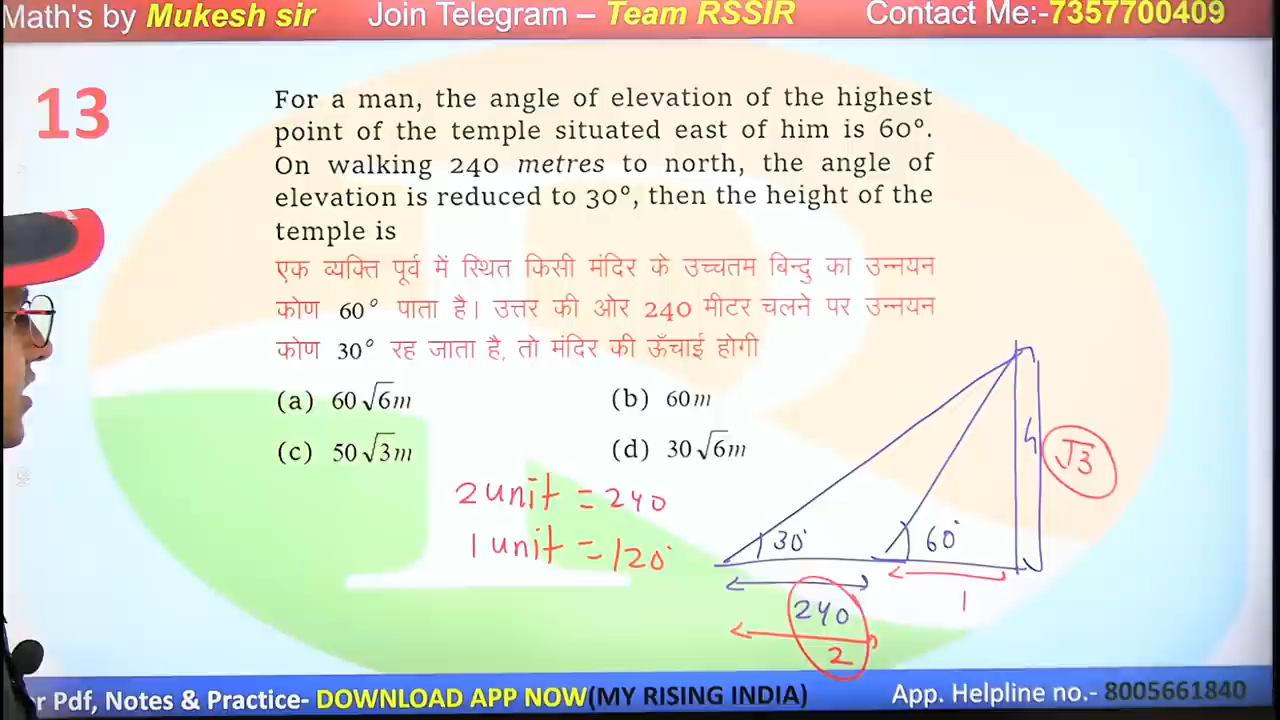 Math's by Mukesh sir Join Telegram – Team RSSIR Contact Me:-7357700409
13
For a man, the angle of elevation of the highest
point of the temple situated east of him is 60°.
On walking 240 metres to north, the angle of
elevation is reduced to 30°, then the height of the
temple is
एक व्यक्ति पूर्व में स्थित किसी मंदिर के उच्चतम बिन्दु का उन्नयन
कोण 60° पाता है। उत्तर की ओर 240 मीटर चलने पर उन्नयन
कोण 30° रह जाता है, तो मंदिर की ऊँचाई होगी
(a) 60√6m (b) 60m
(c) 50√3m (d) 30√6m
h √3
2 unit = 240
1 unit = 120
30° 60°
240 1
2
r Pdf, Notes & Practice- DOWNLOAD APP NOW(MY RISING INDIA) App. Helpline no.- 8005661840